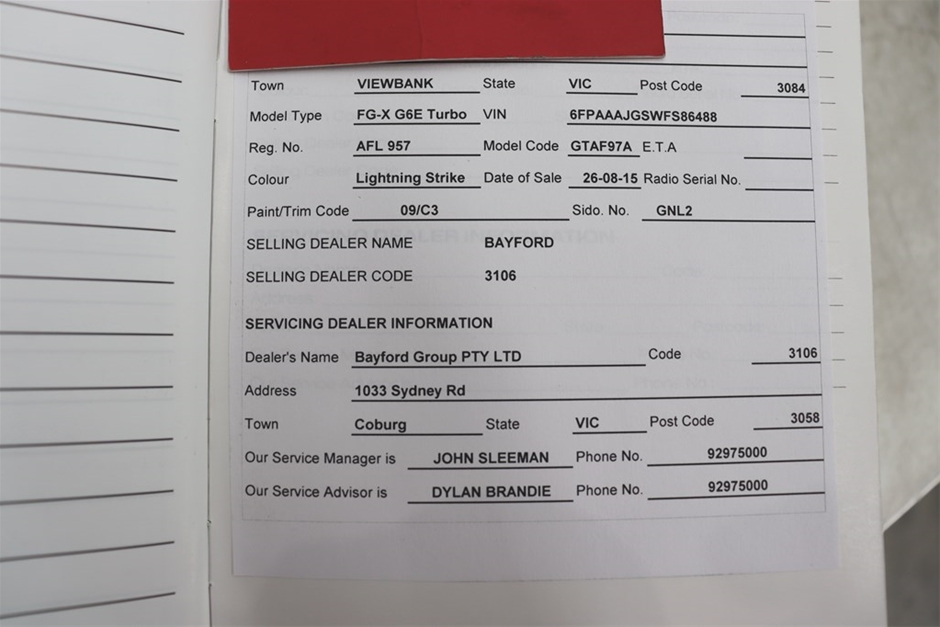 Town VIEWBANK State VIC Post Code 3084
Model Type FG-X G6E Turbo VIN 6FPAAAJGSWFS86488
Reg. No. AFL 957 Model Code GTAF97A E.T.A
Colour Lightning Strike Date of Sale 26-08-15 Radio Serial No.
Paint/Trim Code 09/C3 Sido. No. GNL2
SELLING DEALER NAME BAYFORD
SELLING DEALER CODE 3106
SERVICING DEALER INFORMATION
Dealer's Name Bayford Group PTY LTD Code 3106
Address 1033 Sydney Rd
Town Coburg State VIC Post Code 3058
Our Service Manager is JOHN SLEEMAN Phone No. 92975000
Our Service Advisor is DYLAN BRANDIE Phone No. 92975000